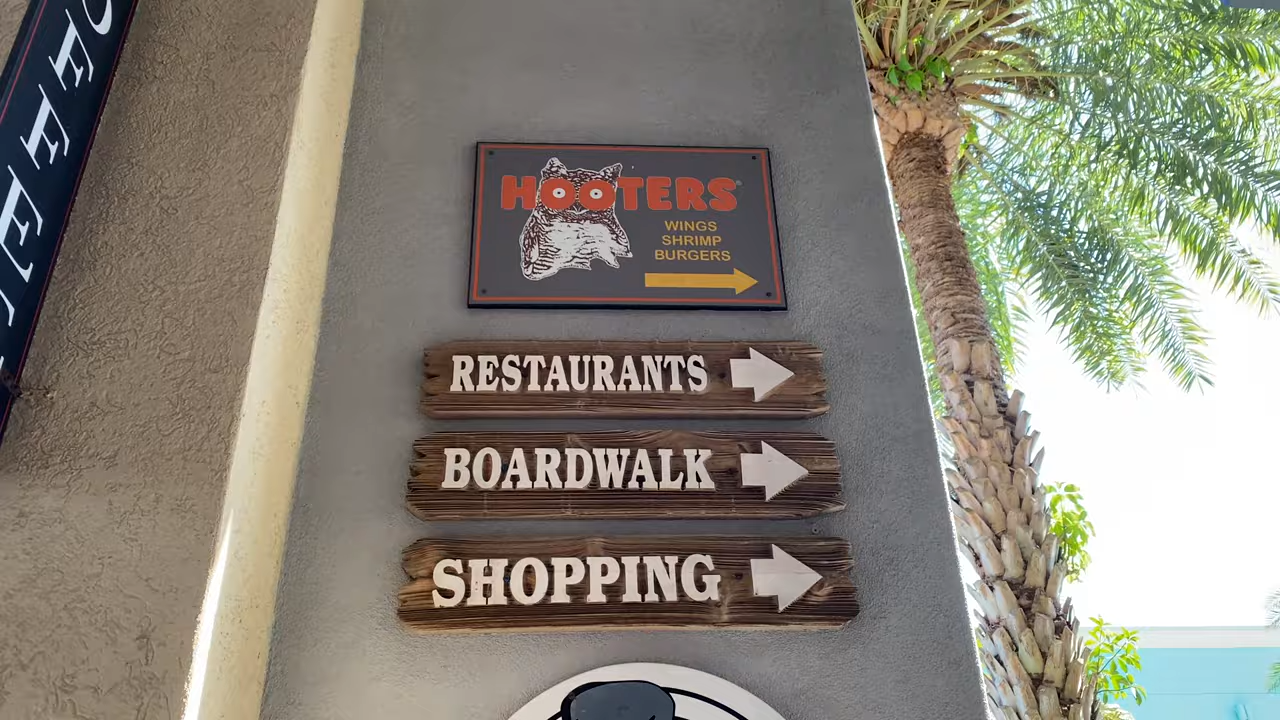 HOOTERS
WINGS
SHRIMP
BURGERS
RESTAURANTS
BOARDWALK
SHOPPING